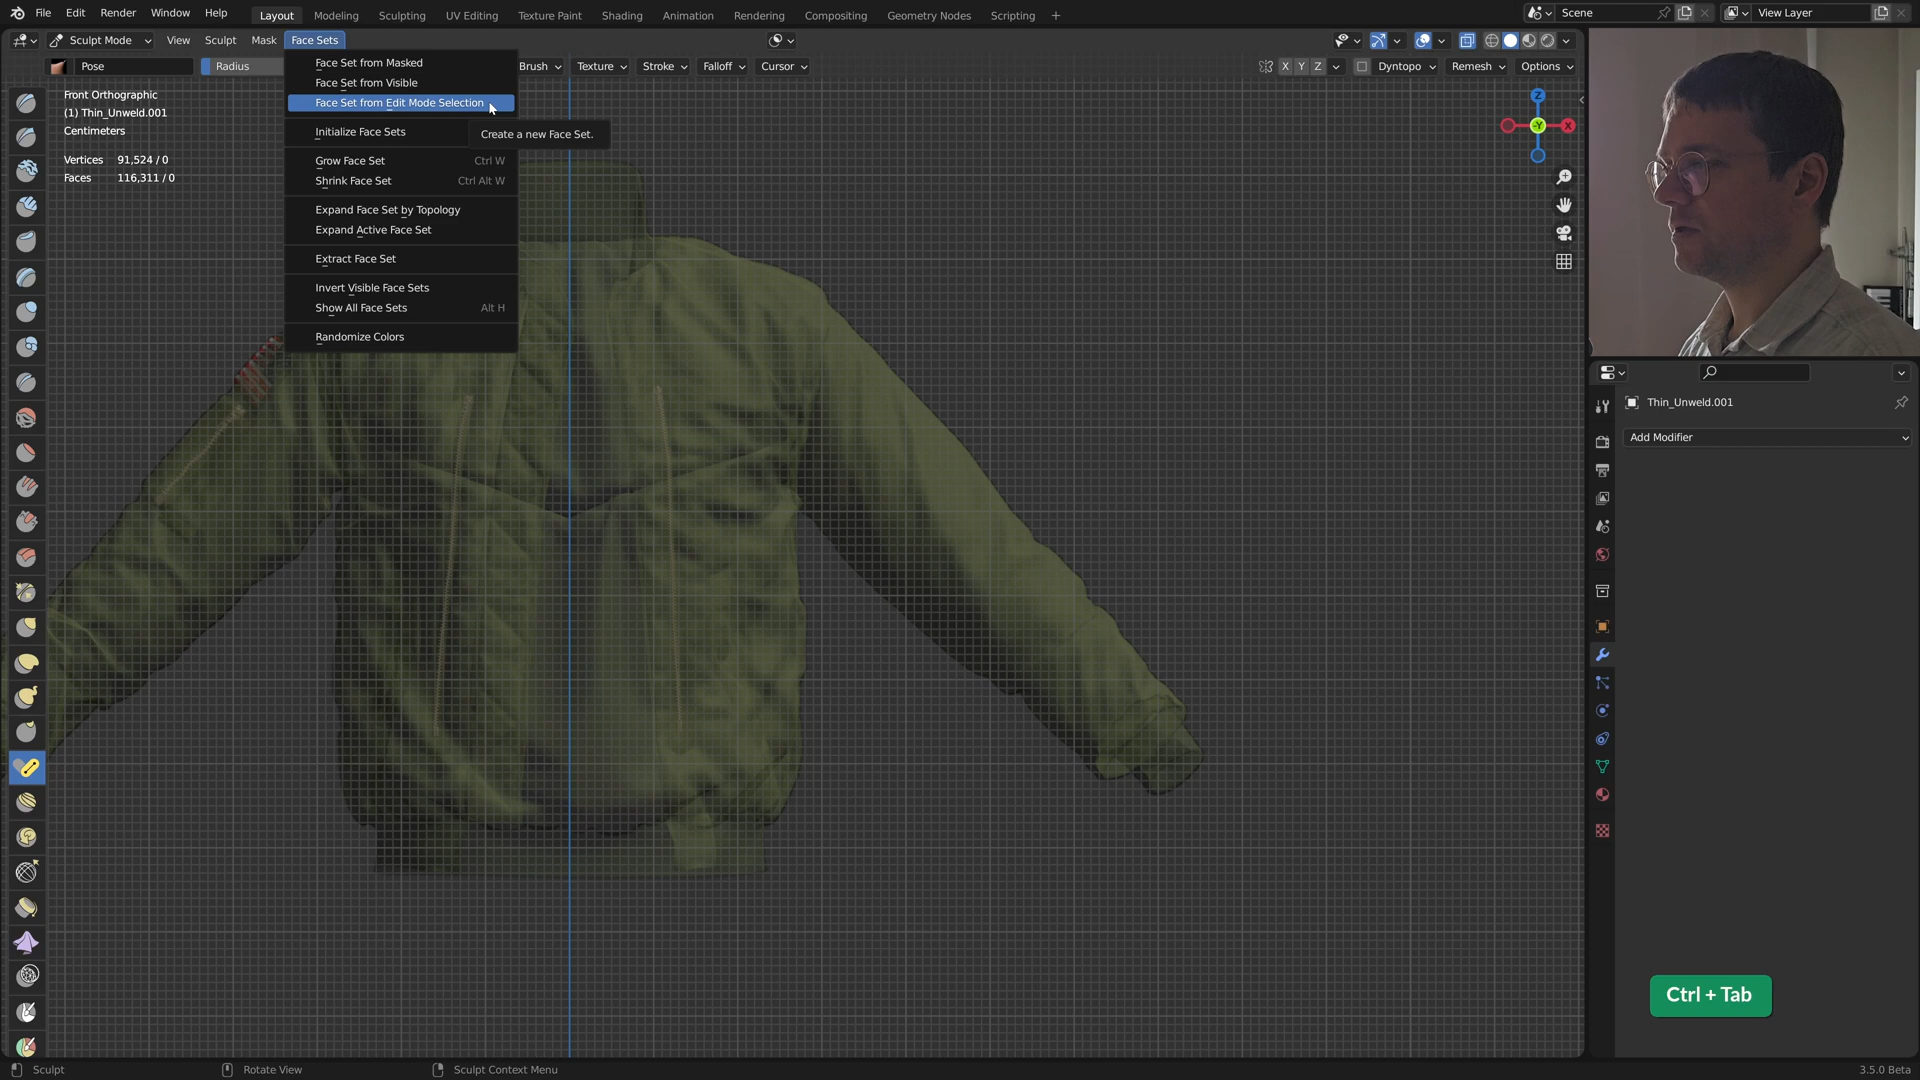 File Edit Render Window Help Layout Modeling Sculpting UV Editing Texture Paint Shading Animation Rendering Compositing Geometry Nodes Scripting + Scene View Layer
Sculpt Mode View Sculpt Mask Face Sets
Pose Radius Brush Texture Stroke Falloff Cursor X Y Z Dyntopo Remesh Options
Face Set from Masked
Face Set from Visible
Face Set from Edit Mode Selection
Create a new Face Set.
Initialize Face Sets
Grow Face Set Ctrl W
Shrink Face Set Ctrl Alt W
Expand Face Set by Topology
Expand Active Face Set
Extract Face Set
Invert Visible Face Sets
Show All Face Sets Alt H
Randomize Colors
Front Orthographic
(1) Thin_Unweld.001
Centimeters
Vertices 91,524 / 0
Faces 116,311 / 0
Z
-Y X
Thin_Unweld.001
Add Modifier
Ctrl + Tab
Sculpt Rotate View Sculpt Context Menu 3.5.0 Beta